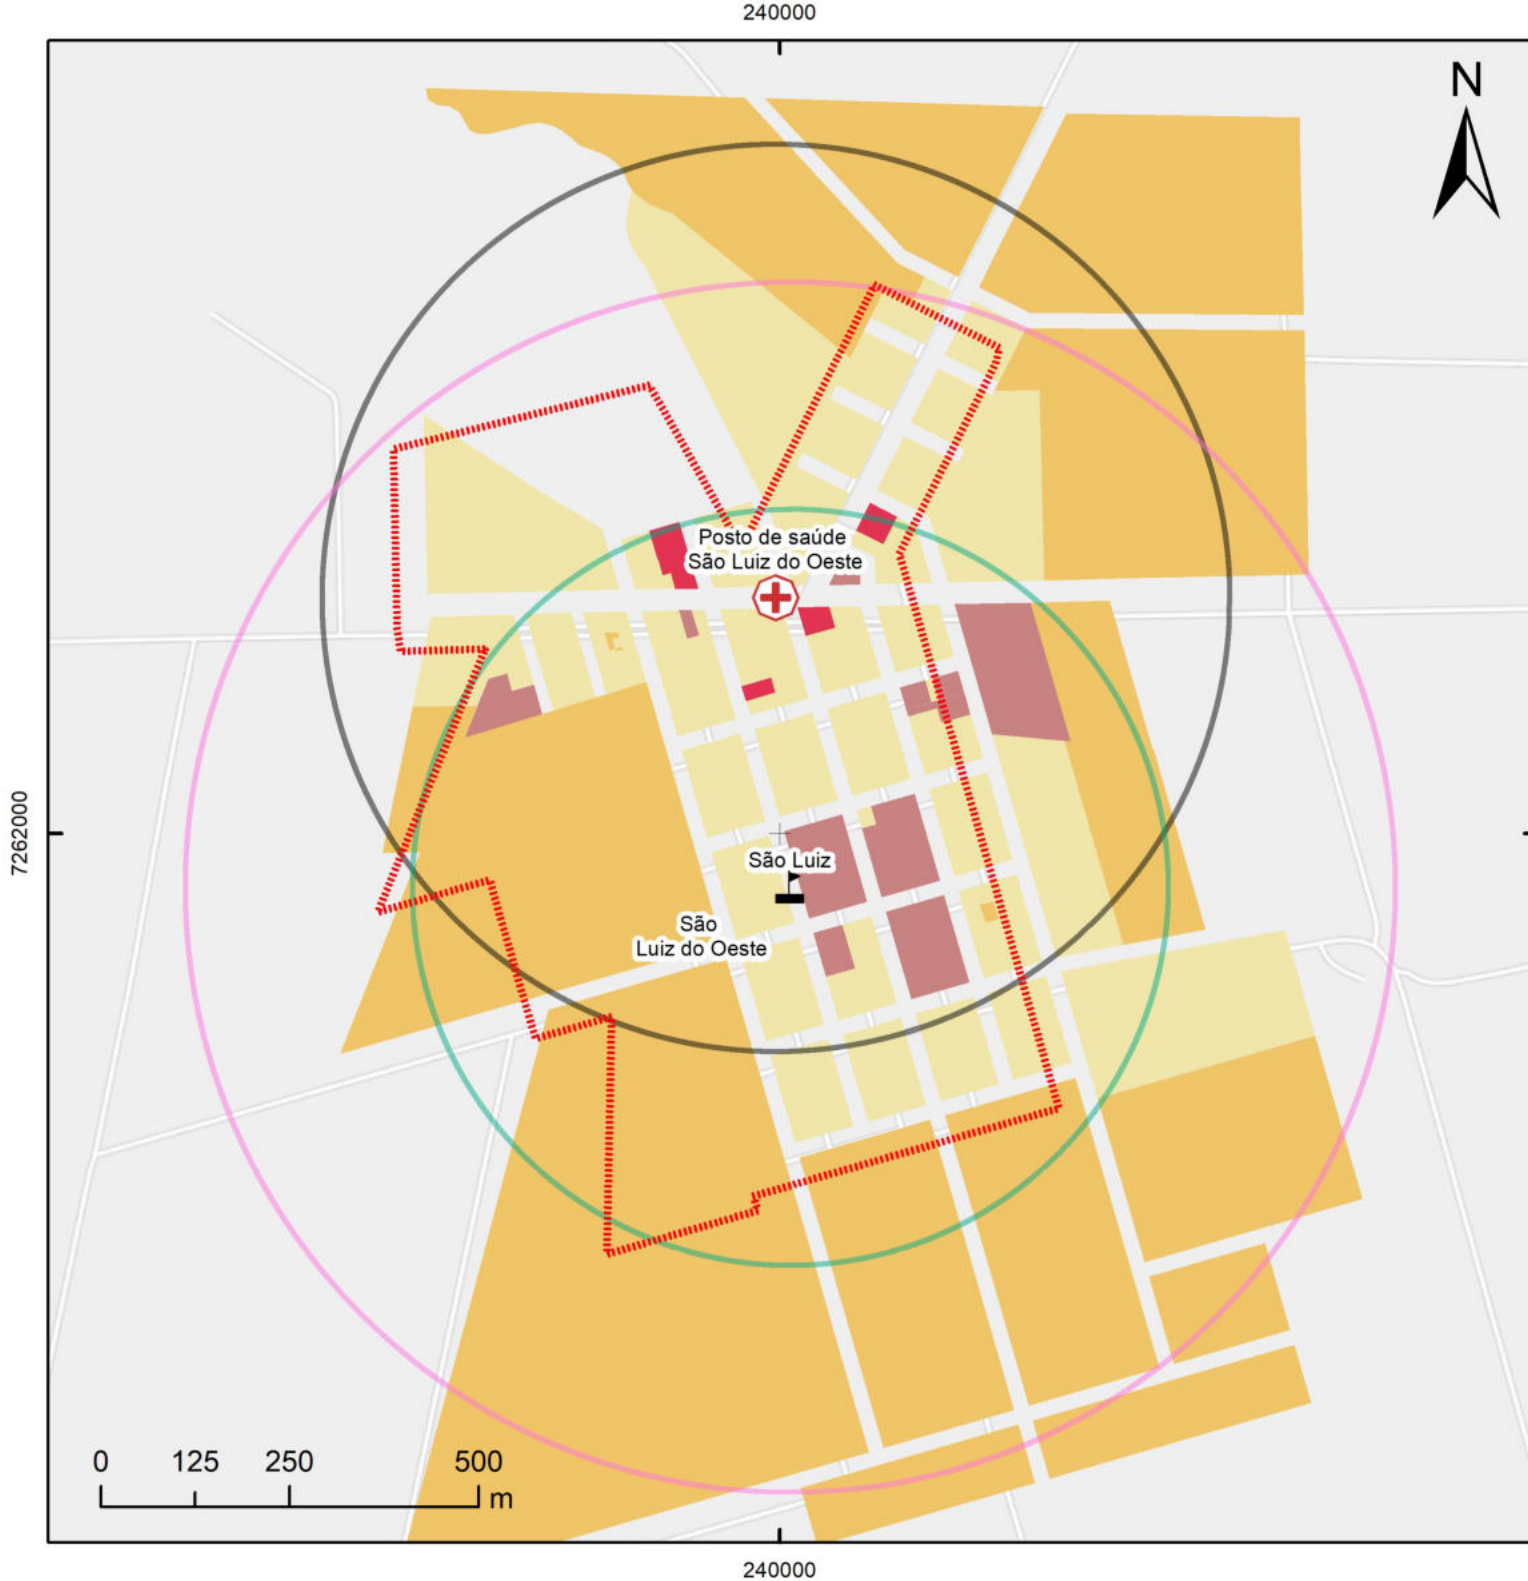 240000
N
Posto de saúde
São Luiz do Oeste
7262000
São Luiz
São
Luiz do Oeste
0 125 250 500
m
240000